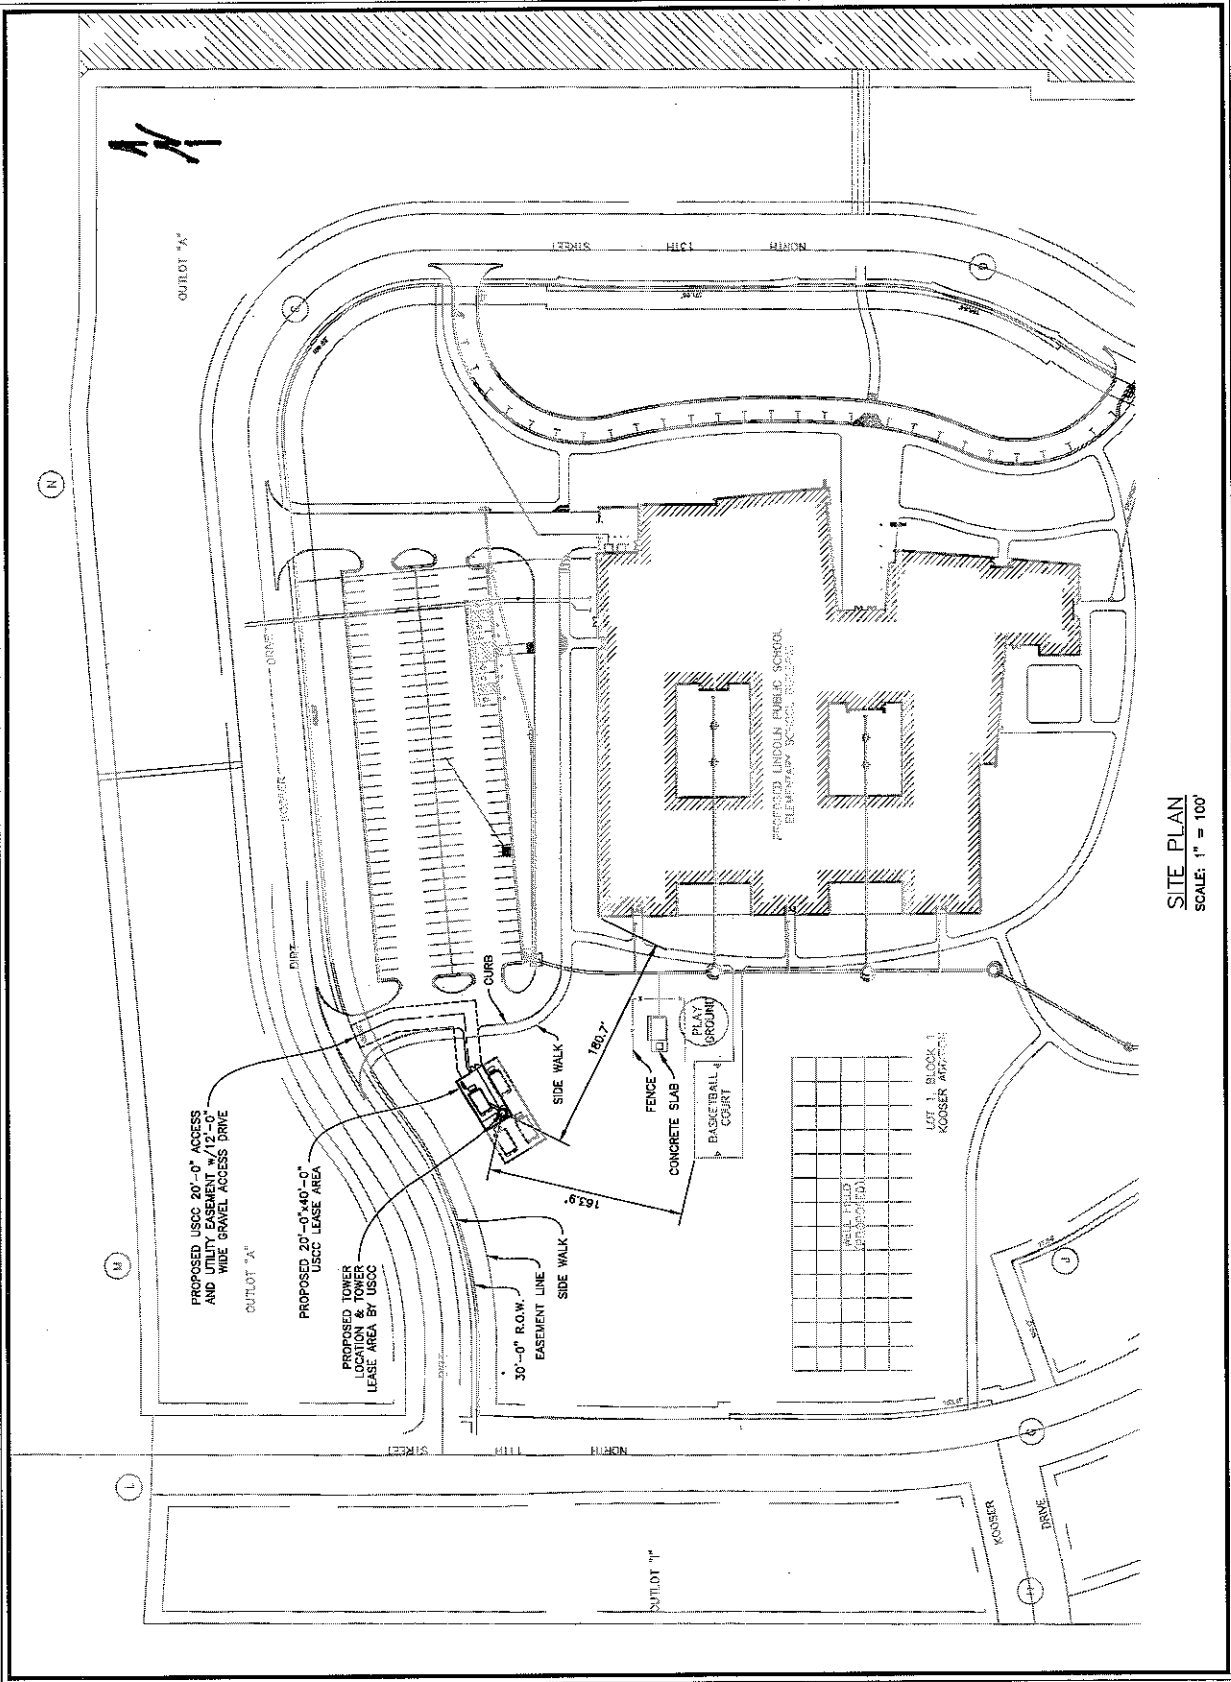 N
OUTLOT "A"
NORTH 13TH STREET
N
DRIVE
DIRT
PROPOSED LINCOLN PUBLIC SCHOOL
CURB
SIDE WALK
180.7'
FENCE
CONCRETE SLAB
PLAY
GROUND
BASKETBALL
COURT
163.9'
LOT 1, BLOCK 1
KOOSER ADDITION
PROPOSED USCC 20'-0" ACCESS
AND UTILITY EASEMENT w/12'-0"
WIDE GRAVEL ACCESS DRIVE
OUTLOT "A"
PROPOSED 20'-0"x40'-0"
USCC LEASE AREA
PROPOSED TOWER
LOCATION & TOWER
LEASE AREA BY USCC
30'-0" R.O.W.
EASEMENT LINE
SIDE WALK
M
L
J
G
NORTH 11TH STREET
OUTLOT "I"
KOOSER
DRIVE
SITE PLAN
SCALE: 1" = 100'